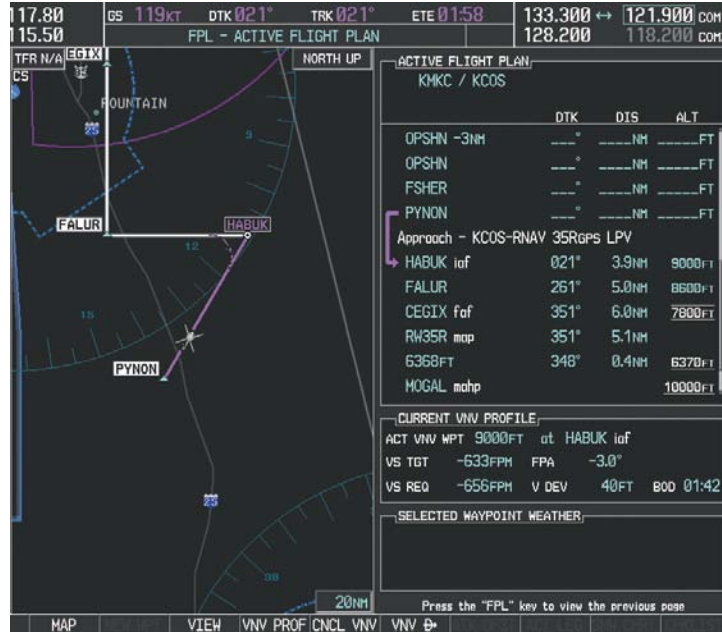 117.80 GS 119KT DTK 021° TRK 021° ETE 01:58 133.300 ↔ 121.900 COM
115.50 FPL - ACTIVE FLIGHT PLAN 128.200 118.200 COM
TFR N/A EGIX NORTH UP
CS
FOUNTAIN
25
9
FALUR HABUK
12
15
PYNON
25
30
20NM
ACTIVE FLIGHT PLAN
KMKC / KCOS
DTK DIS ALT
OPSHN -3NM ___° ____NM _____FT
OPSHN ___° ____NM _____FT
FSHER ___° ____NM _____FT
PYNON ___° ____NM _____FT
Approach - KCOS-RNAV 35RGPS LPV
HABUK iaf 021° 3.9NM 9000FT
FALUR 261° 5.0NM 8600FT
CEGIX faf 351° 6.0NM 7800FT
RW35R map 351° 5.1NM
6368FT 348° 0.4NM 6370FT
MOGAL mahp 10000FT
CURRENT VNV PROFILE
ACT VNV WPT 9000FT at HABUK iaf
VS TGT -633FPM FPA -3.0°
VS REQ -656FPM V DEV 40FT BOD 01:42
SELECTED WAYPOINT WEATHER
Press the "FPL" key to view the previous page
MAP NEW WPT VIEW VNV PROF CNCL VNV VNV D→